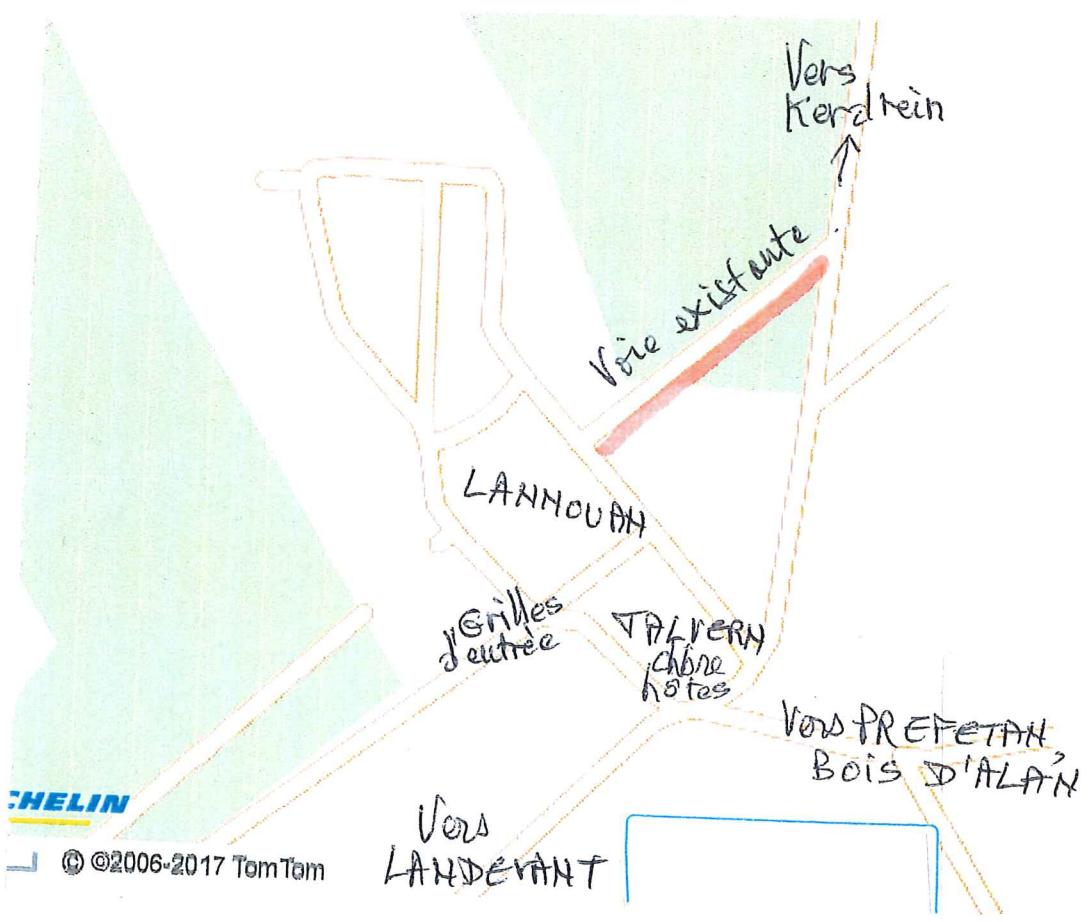 Vers
Kerdrein
Voie existante
LANNOUAN
Grilles
d'entrée
TALVERN
chbre
hôtes
Vers PREFETAN,
BOIS D'ALAN
CHELIN
Vers
LANDEVANT
© ©2006-2017 TomTom